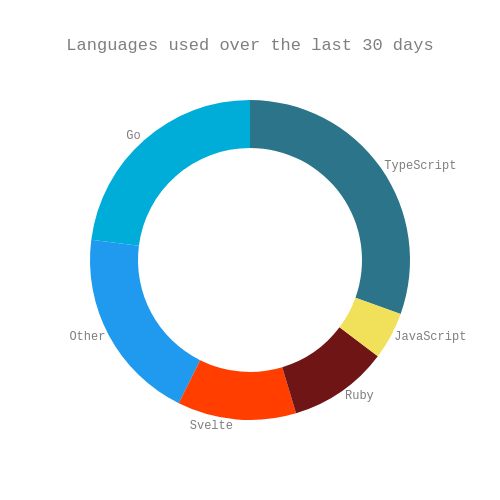 Languages used over the last 30 days
Go
TypeScript
Other
JavaScript
Ruby
Svelte